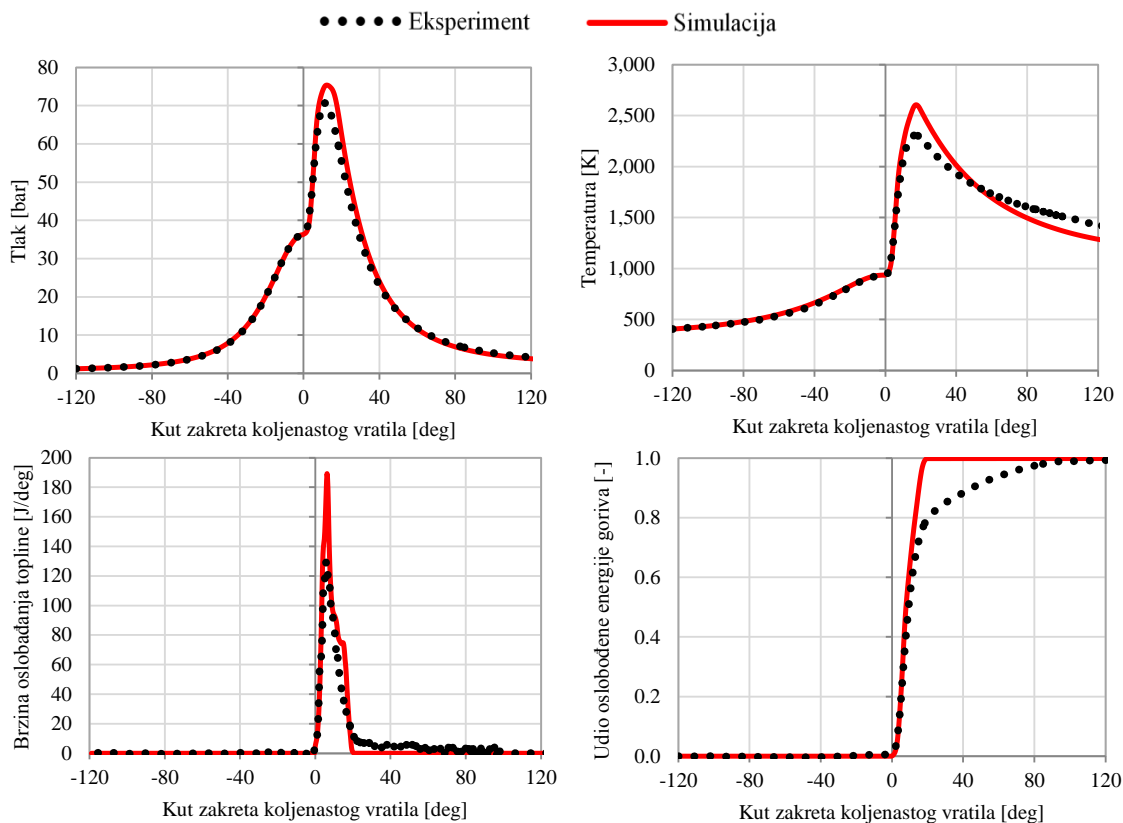 Eksperiment
Simulacija
Tlak [bar]
80
70
60
50
40
30
20
10
0
-120 -80 -40 0 40 80 120
Kut zakreta koljenastog vratila [deg]
Temperatura [K]
3,000
2,500
2,000
1,500
1,000
500
0
-120 -80 -40 0 40 80 120
Kut zakreta koljenastog vratila [deg]
Brzina oslobađanja topline [J/deg]
200
180
160
140
120
100
80
60
40
20
0
-120 -80 -40 0 40 80 120
Kut zakreta koljenastog vratila [deg]
Udio oslobođene energije goriva [-]
1.0
0.8
0.6
0.4
0.2
0.0
-120 -80 -40 0 40 80 120
Kut zakreta koljenastog vratila [deg]